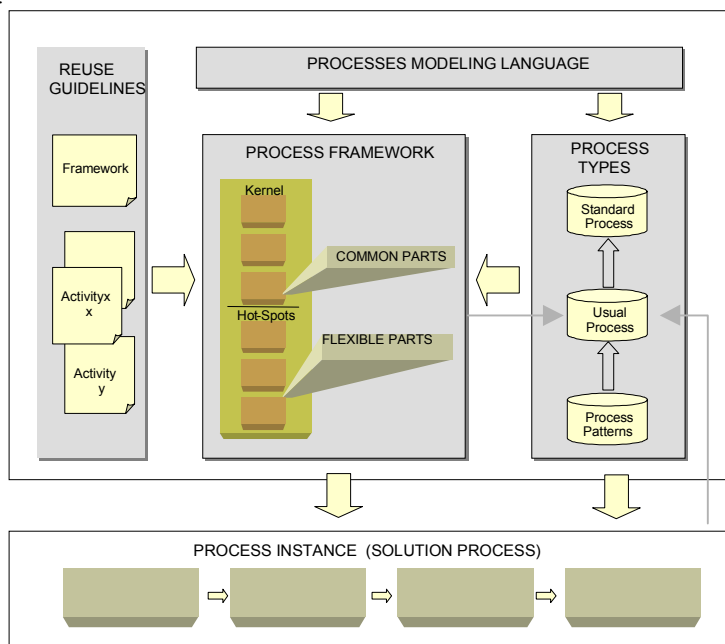 REUSE
GUIDELINES
Framework
Activityx
x
Activity
y
PROCESSES MODELING LANGUAGE
PROCESS FRAMEWORK
Kernel
COMMON PARTS
Hot-Spots
FLEXIBLE PARTS
PROCESS
TYPES
Standard
Process
Usual
Process
Process
Patterns
PROCESS INSTANCE (SOLUTION PROCESS)